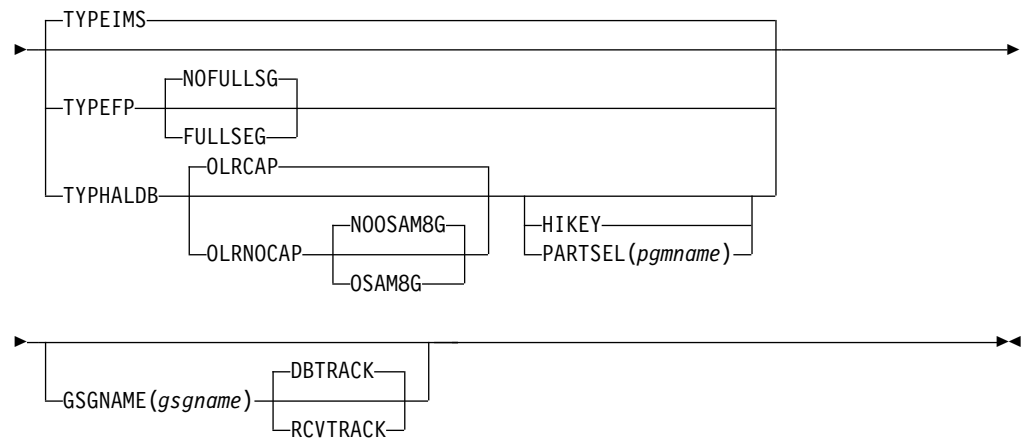 TYPEIMS
NOFULLSG
TYPEFP
FULLSEG
OLRCAP
TYPHALDB
NOOSAM8G
HIKEY
OLRNOCAP
PARTSEL(pgmname)
OSAM8G
DBTRACK
GSGNAME(gsgname)
RCVTRACK